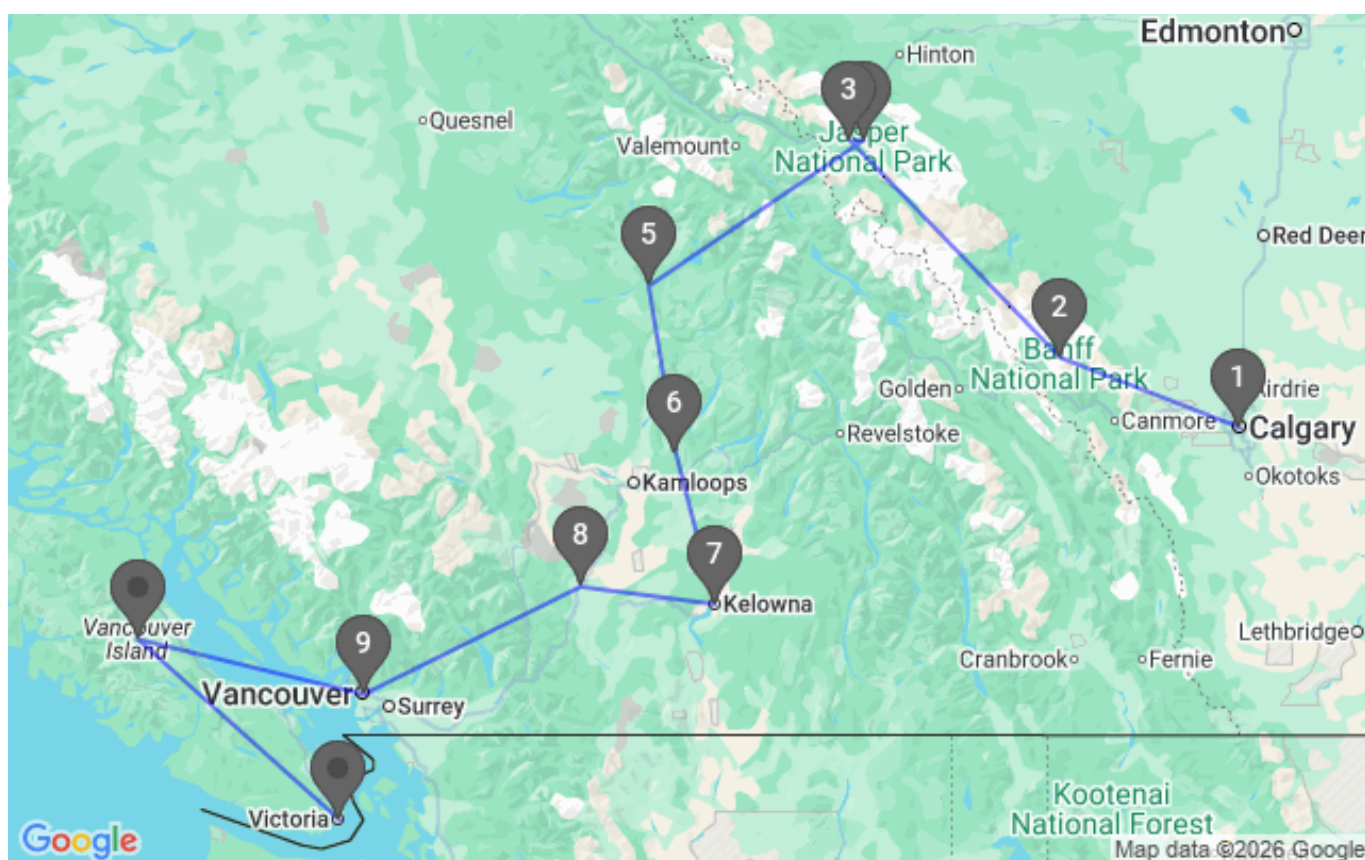 Edmonton
Hinton
3
Quesnel
Jasper
National Park
Valemount
5
Red Deer
2
Banff
National Park
1
Airdrie
Golden
Canmore
Calgary
6
Revelstoke
Okotoks
Kamloops
8
7
Vancouver
Island
Kelowna
9
Lethbridge
Cranbrook
Fernie
Vancouver
Surrey
Victoria
Kootenai
National Forest
Google
Map data ©2026 Google